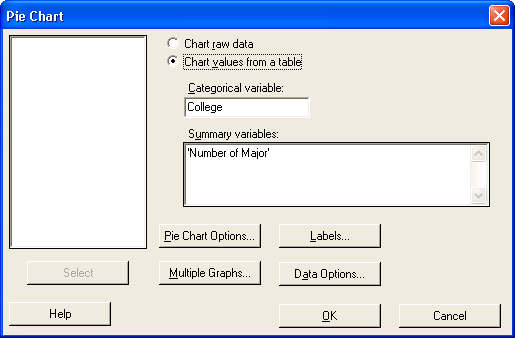 Pie Chart
Chart raw data
Chart values from a table
Categorical variable:
College
Summary variables:
'Number of Major'
Pie Chart Options...
Labels...
Select
Multiple Graphs...
Data Options...
Help
OK
Cancel